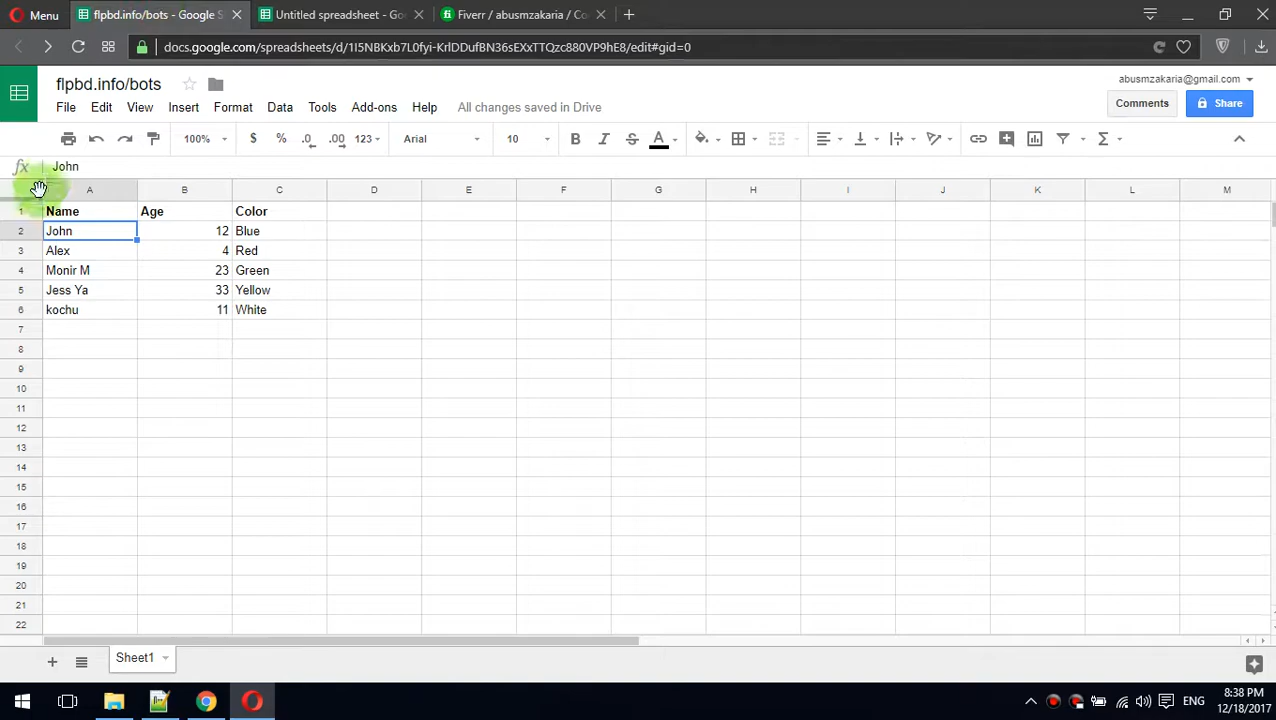 Menu
flpbd.info/bots - Google S
Untitled spreadsheet - Goo
Fiverr / abusmzakaria / Co
docs.google.com/spreadsheets/d/1I5NBKxb7L0fyi-KrlDDufBN36sEXxTTQzc880VP9hE8/edit#gid=0
flpbd.info/bots
abusmzakaria@gmail.com
File Edit View Insert Format Data Tools Add-ons Help All changes saved in Drive
Comments
Share
100% $ % .0 .00 123 Arial 10
fx John
A B C D E F G H I J K L M
1 Name Age Color
2 John 12 Blue
3 Alex 4 Red
4 Monir M 23 Green
5 Jess Ya 33 Yellow
6 kochu 11 White
7
8
9
10
11
12
13
14
15
16
17
18
19
20
21
22
Sheet1
ENG
8:38 PM
12/18/2017